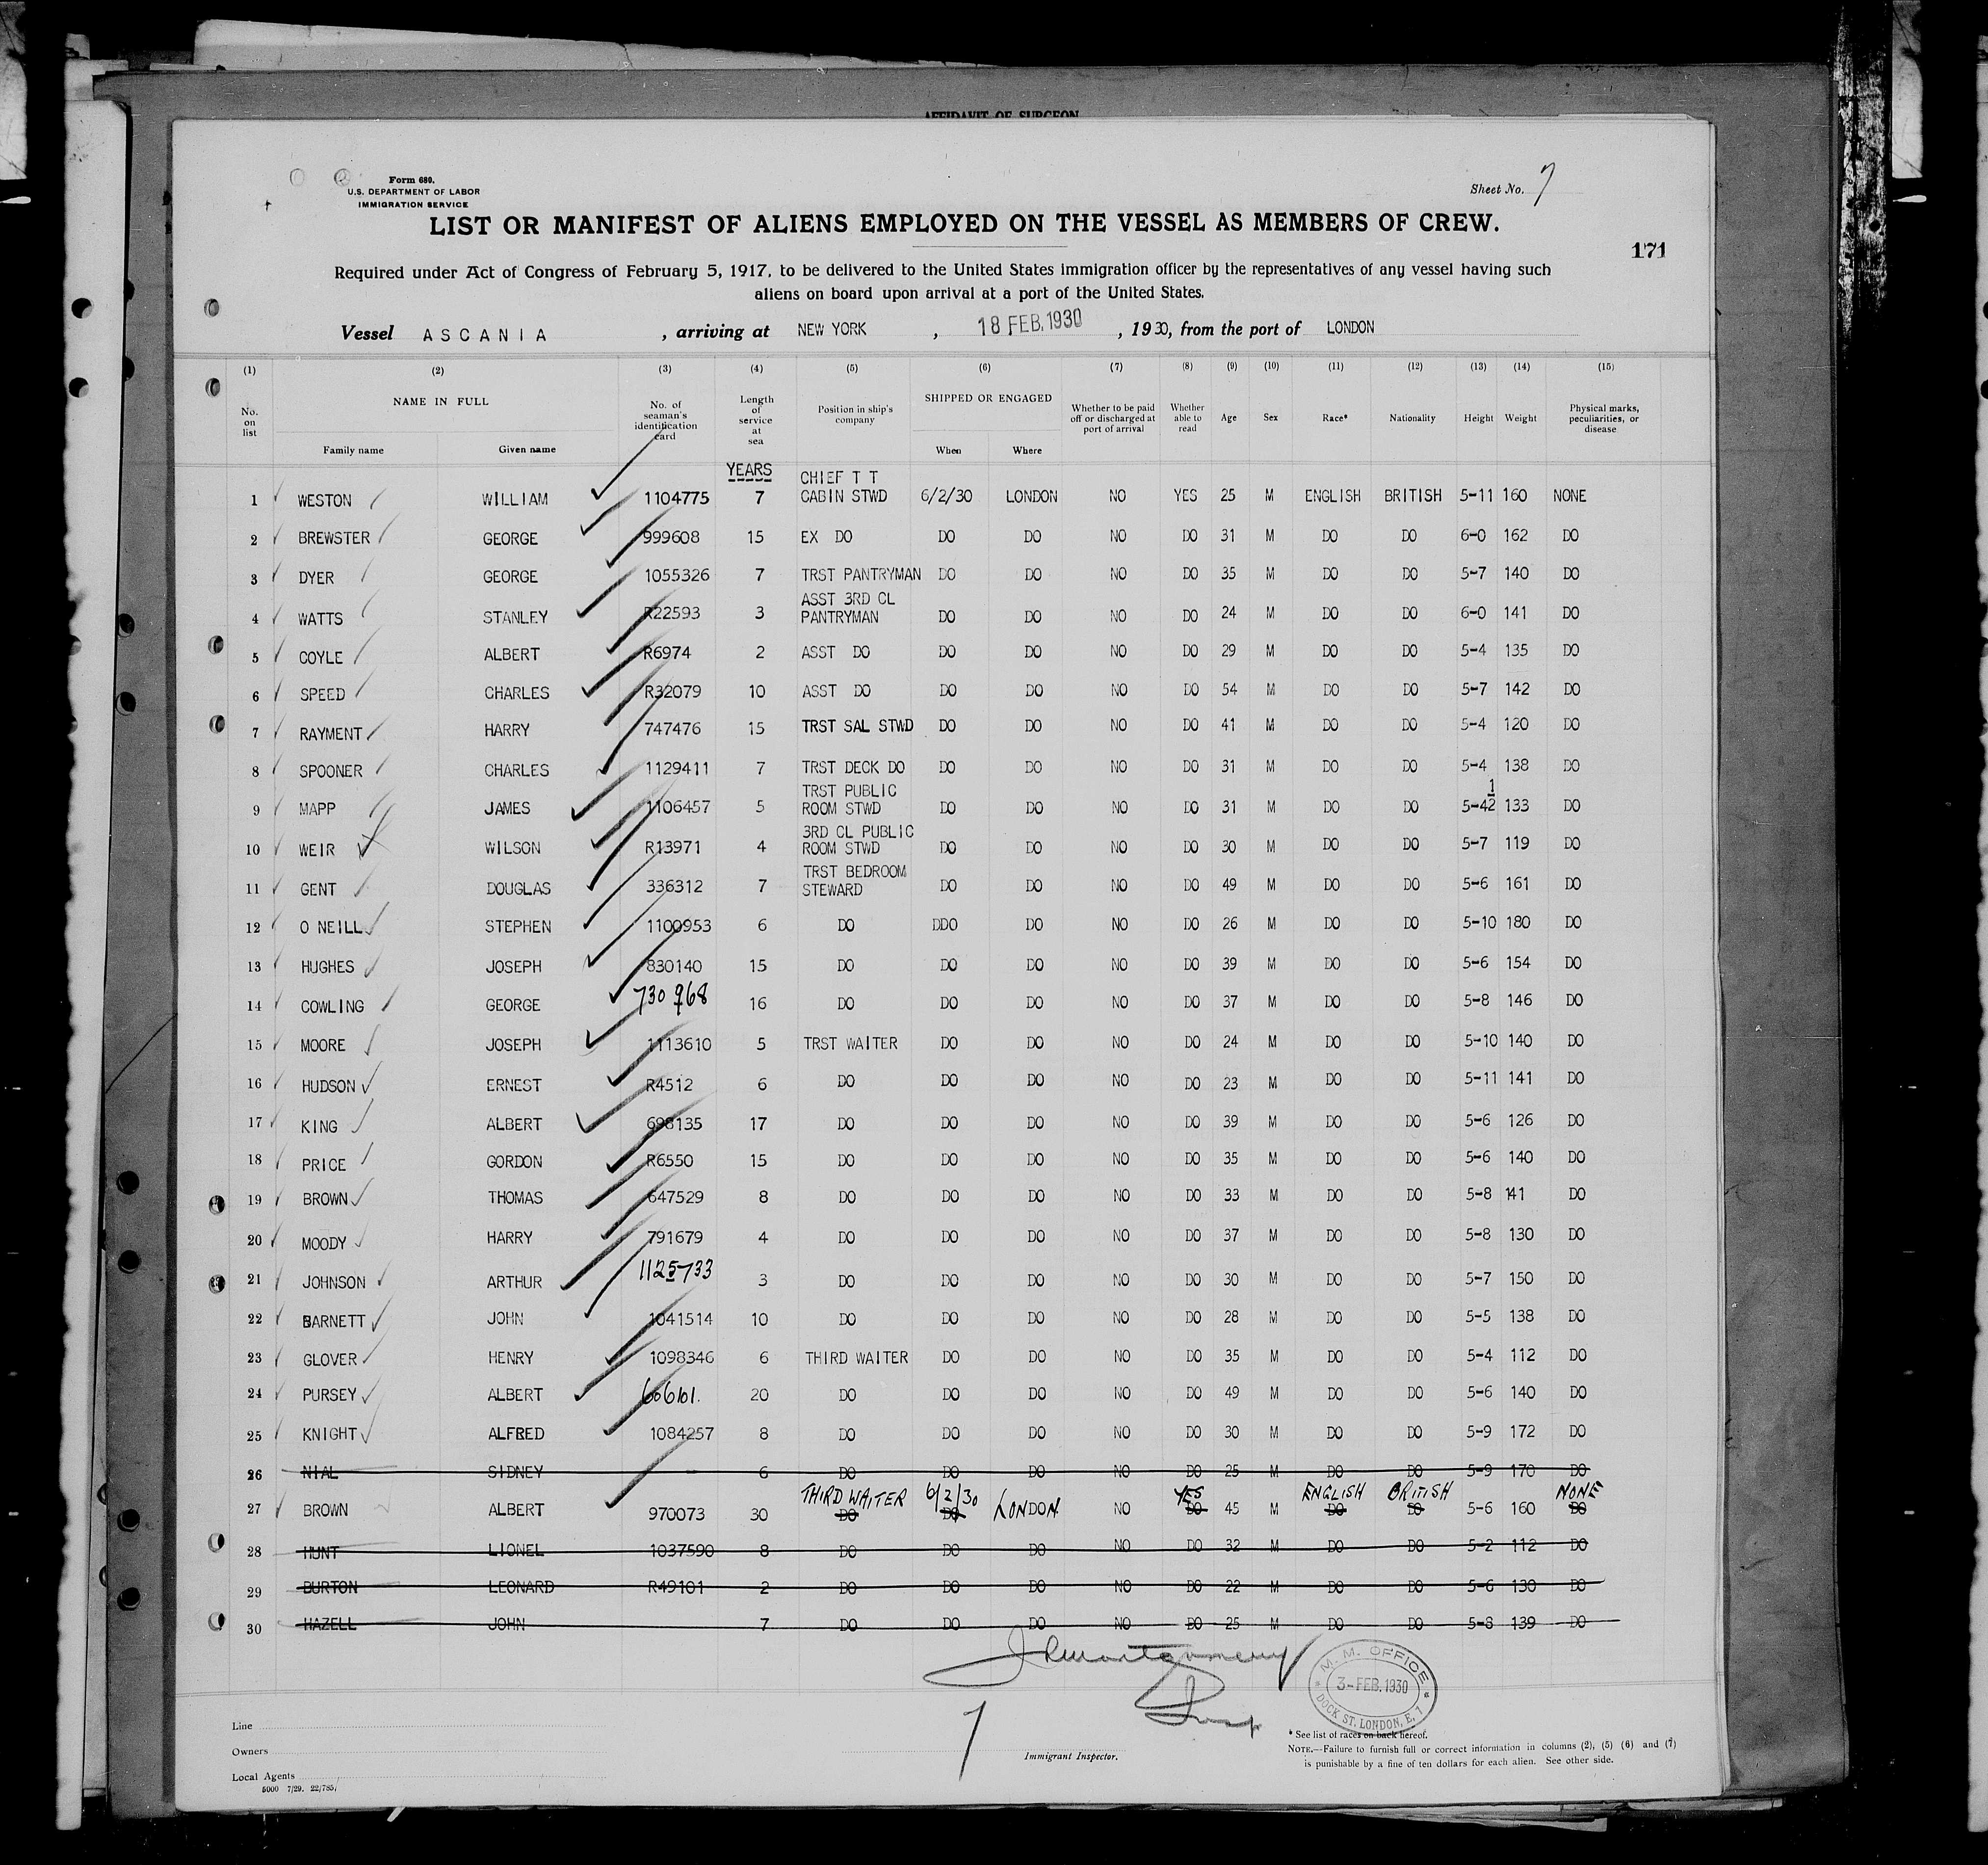 AFFIDAVIT OF SURGEON
Form 680.
U.S. DEPARTMENT OF LABOR
IMMIGRATION SERVICE
Sheet No. 7
LIST OR MANIFEST OF ALIENS EMPLOYED ON THE VESSEL AS MEMBERS OF CREW.
171
Required under Act of Congress of February 5, 1917, to be delivered to the United States immigration officer by the representatives of any vessel having such
aliens on board upon arrival at a port of the United States.
Vessel ASCANIA , arriving at NEW YORK , 18 FEB. 1930 , 1930, from the port of LONDON
(1) (2) (3) (4) (5) (6) (7) (8) (9) (10) (11) (12) (13) (14) (15)
No. on list
NAME IN FULL
Family name Given name
No. of seaman's identification card
Length of service at sea
Position in ship's company
SHIPPED OR ENGAGED
When Where
Whether to be paid off or discharged at port of arrival
Whether able to read
Age Sex Race* Nationality Height Weight
Physical marks, peculiarities, or disease
YEARS CHIEF T T
1 WESTON WILLIAM 1104775 7 CABIN STWD 6/2/30 LONDON NO YES 25 M ENGLISH BRITISH 5-11 160 NONE
2 BREWSTER GEORGE 999608 15 EX DO DO DO NO DO 31 M DO DO 6-0 162 DO
3 DYER GEORGE 1055326 7 TRST PANTRYMAN DO DO NO DO 35 M DO DO 5-7 140 DO
ASST 3RD CL
4 WATTS STANLEY R22593 3 PANTRYMAN DO DO NO DO 24 M DO DO 6-0 141 DO
5 COYLE ALBERT R6974 2 ASST DO DO DO NO DO 29 M DO DO 5-4 135 DO
6 SPEED CHARLES R32079 10 ASST DO DO DO NO DO 54 M DO DO 5-7 142 DO
7 RAYMENT HARRY 747476 15 TRST SAL STWD DO DO NO DO 41 M DO DO 5-4 120 DO
8 SPOONER CHARLES 1129411 7 TRST DECK DO DO DO NO DO 31 M DO DO 5-4 138 DO
TRST PUBLIC 1
9 MAPP JAMES 1106457 5 ROOM STWD DO DO NO DO 31 M DO DO 5-42 133 DO
3RD CL PUBLIC
10 WEIR WILSON R13971 4 ROOM STWD DO DO NO DO 30 M DO DO 5-7 119 DO
TRST BEDROOM
11 GENT DOUGLAS 336312 7 STEWARD DO DO NO DO 49 M DO DO 5-6 161 DO
12 O NEILL STEPHEN 1100953 6 DO DDO DO NO DO 26 M DO DO 5-10 180 DO
13 HUGHES JOSEPH 830140 15 DO DO DO NO DO 39 M DO DO 5-6 154 DO
14 COWLING GEORGE 730968 16 DO DO DO NO DO 37 M DO DO 5-8 146 DO
15 MOORE JOSEPH 1113610 5 TRST WAITER DO DO NO DO 24 M DO DO 5-10 140 DO
16 HUDSON ERNEST R4512 6 DO DO DO NO DO 23 M DO DO 5-11 141 DO
17 KING ALBERT 698135 17 DO DO DO NO DO 39 M DO DO 5-6 126 DO
18 PRICE GORDON R6550 15 DO DO DO NO DO 35 M DO DO 5-6 140 DO
19 BROWN THOMAS 647529 8 DO DO DO NO DO 33 M DO DO 5-8 141 DO
20 MOODY HARRY 791679 4 DO DO DO NO DO 37 M DO DO 5-8 130 DO
21 JOHNSON ARTHUR 1125733 3 DO DO DO NO DO 30 M DO DO 5-7 150 DO
22 BARNETT JOHN 1041514 10 DO DO DO NO DO 28 M DO DO 5-5 138 DO
23 GLOVER HENRY 1098346 6 THIRD WAITER DO DO NO DO 35 M DO DO 5-4 112 DO
24 PURSEY ALBERT 606101. 20 DO DO DO NO DO 49 M DO DO 5-6 140 DO
25 KNIGHT ALFRED 1084257 8 DO DO DO NO DO 30 M DO DO 5-9 172 DO
26 NIAL SIDNEY 6 DO DO DO NO DO 25 M DO DO 5-9 170 DO
THIRD WAITER 6/2/30 YES ENGLISH BRITISH NONE
27 BROWN ALBERT 970073 30 DO DO LONDON NO DO 45 M DO DO 5-6 160 DO
28 HUNT LIONEL 1037590 8 DO DO DO NO DO 32 M DO DO 5-2 112 DO
29 BURTON LEONARD R49101 2 DO DO DO NO DO 22 M DO DO 5-6 130 DO
30 HAZELL JOHN 7 DO DO DO NO DO 25 M DO DO 5-8 139 DO
M. M. OFFICE
3-FEB.1930
DOCK ST. LONDON, E.1
Line
Owners
Local Agents
5000 7/29. 22/785/
Immigrant Inspector.
* See list of races on back hereof.
NOTE.—Failure to furnish full or correct information in columns (2), (5) (6) and (7)
is punishable by a fine of ten dollars for each alien. See other side.